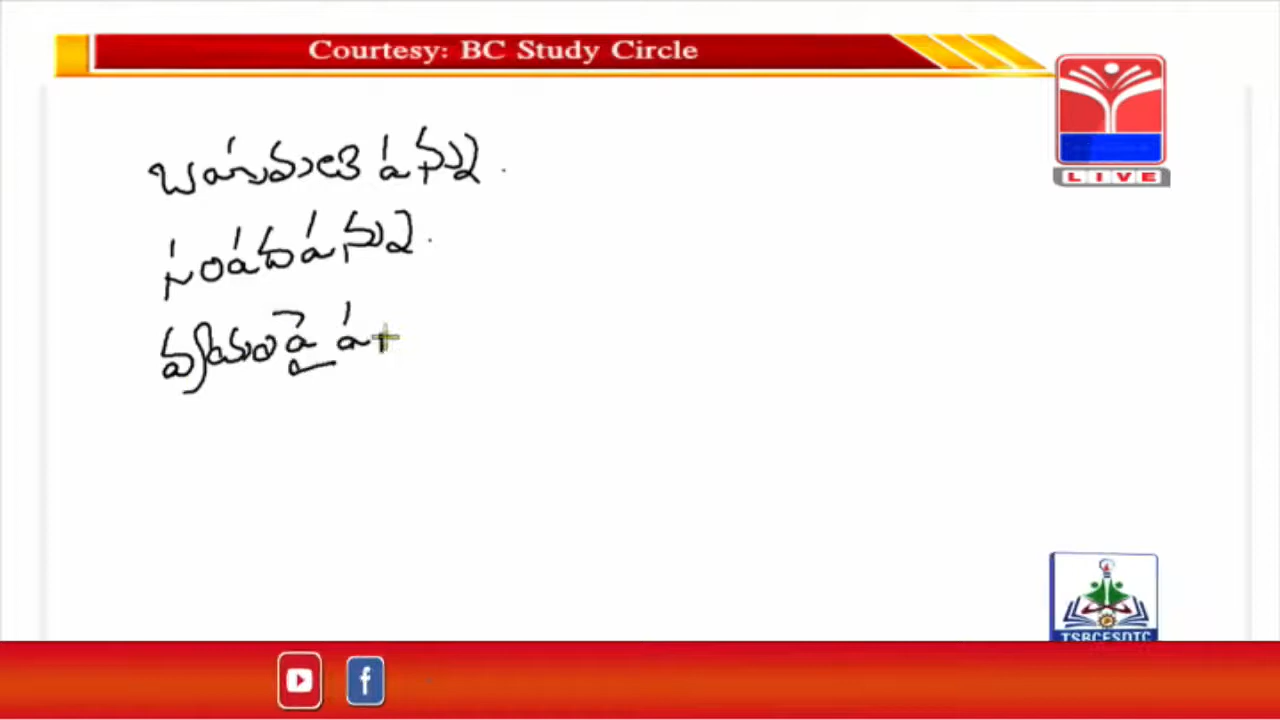 Courtesy: BC Study Circle
బహుమతి పన్ను.
సంపద పన్ను.
వ్యయంపై ప
LIVE
TSBCESDTC